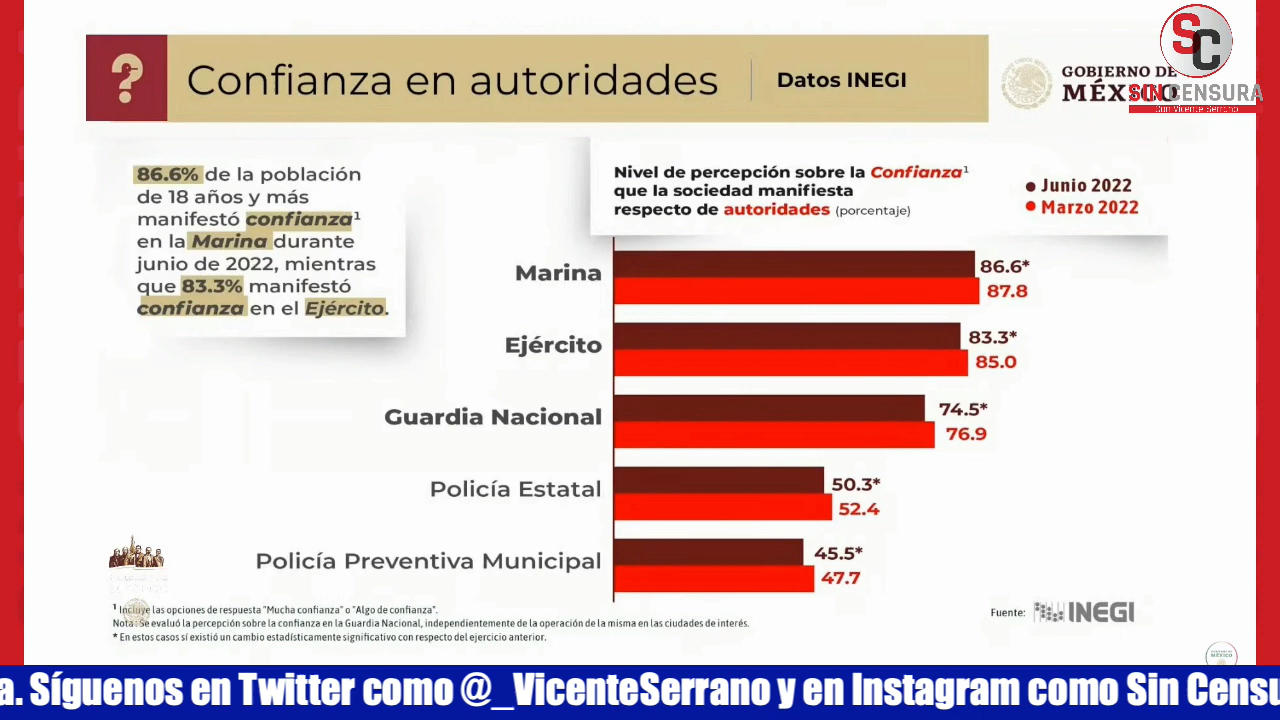 Confianza en autoridades
Datos INEGI
GOBIERNO DE
MÉXICO
SC
SIN CENSURA
Con Vicente Serrano
86.6% de la población
de 18 años y más
manifestó confianza¹
en la Marina durante
junio de 2022, mientras
que 83.3% manifestó
confianza en el Ejército.
Nivel de percepción sobre la Confianza¹
que la sociedad manifiesta
respecto de autoridades (porcentaje)
Junio 2022
Marzo 2022
Marina
86.6*
87.8
Ejército
83.3*
85.0
Guardia Nacional
74.5*
76.9
Policía Estatal
50.3*
52.4
Policía Preventiva Municipal
45.5*
47.7
¹ Incluye las opciones de respuesta "Mucha confianza" o "Algo de confianza".
Nota: Se evaluó la percepción sobre la confianza en la Guardia Nacional, independientemente de la operación de la misma en las ciudades de interés.
* En estos casos sí existió un cambio estadísticamente significativo con respecto del ejercicio anterior.
Fuente: INEGI
MÉXICO
a. Síguenos en Twitter como @_VicenteSerrano y en Instagram como Sin Censu